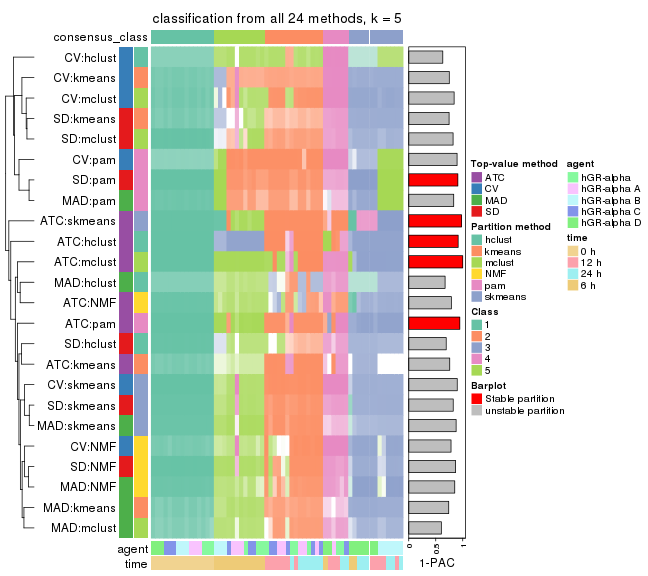 classification from all 24 methods, k = 5
consensus_class
CV:hclust
CV:kmeans
CV:mclust
SD:kmeans
SD:mclust
CV:pam
SD:pam
MAD:pam
ATC:skmeans
ATC:hclust
ATC:mclust
MAD:hclust
ATC:NMF
ATC:pam
SD:hclust
ATC:kmeans
CV:skmeans
SD:skmeans
MAD:skmeans
CV:NMF
SD:NMF
MAD:NMF
MAD:kmeans
MAD:mclust
agent
time
0 0.5 1
1-PAC
Top-value method
ATC
CV
MAD
SD
Partition method
hclust
kmeans
mclust
NMF
pam
skmeans
Class
1
2
3
4
5
Barplot
Stable partition
unstable partition
agent
hGR-alpha
hGR-alpha A
hGR-alpha B
hGR-alpha C
hGR-alpha D
time
0 h
12 h
24 h
6 h